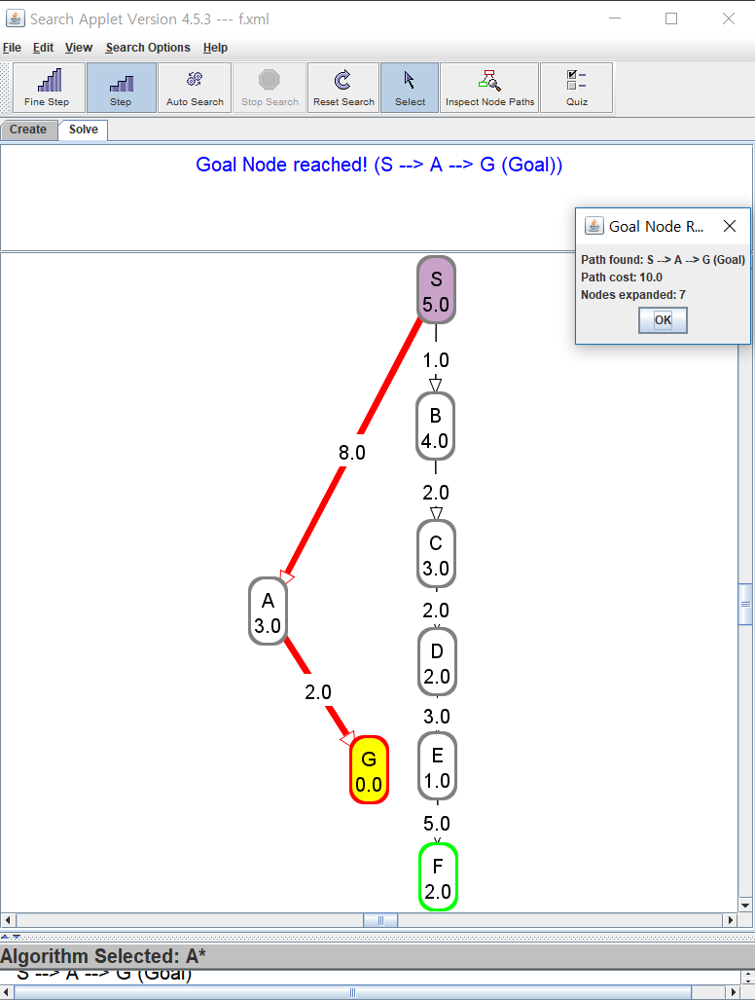 Search Applet Version 4.5.3 --- f.xml
File Edit View Search Options Help
Fine Step Step Auto Search Stop Search Reset Search Select Inspect Node Paths Quiz
Create Solve
Goal Node reached! (S --> A --> G (Goal))
Goal Node R...
Path found: S --> A --> G (Goal)
Path cost: 10.0
Nodes expanded: 7
OK
S
5.0
1.0
B
4.0
8.0
2.0
C
3.0
A
3.0
2.0
D
2.0
2.0
3.0
G
0.0
E
1.0
5.0
F
2.0
Algorithm Selected: A*
S --> A --> G (Goal)